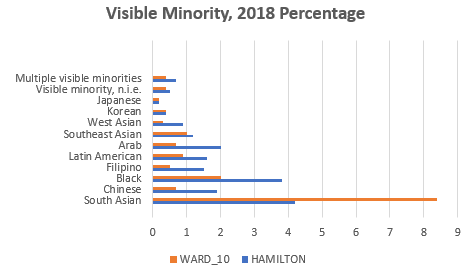 Visible Minority, 2018 Percentage
Multiple visible minorities
Visible minority, n.i.e.
Japanese
Korean
West Asian
Southeast Asian
Arab
Latin American
Filipino
Black
Chinese
South Asian
0 1 2 3 4 5 6 7 8 9
WARD_10 HAMILTON